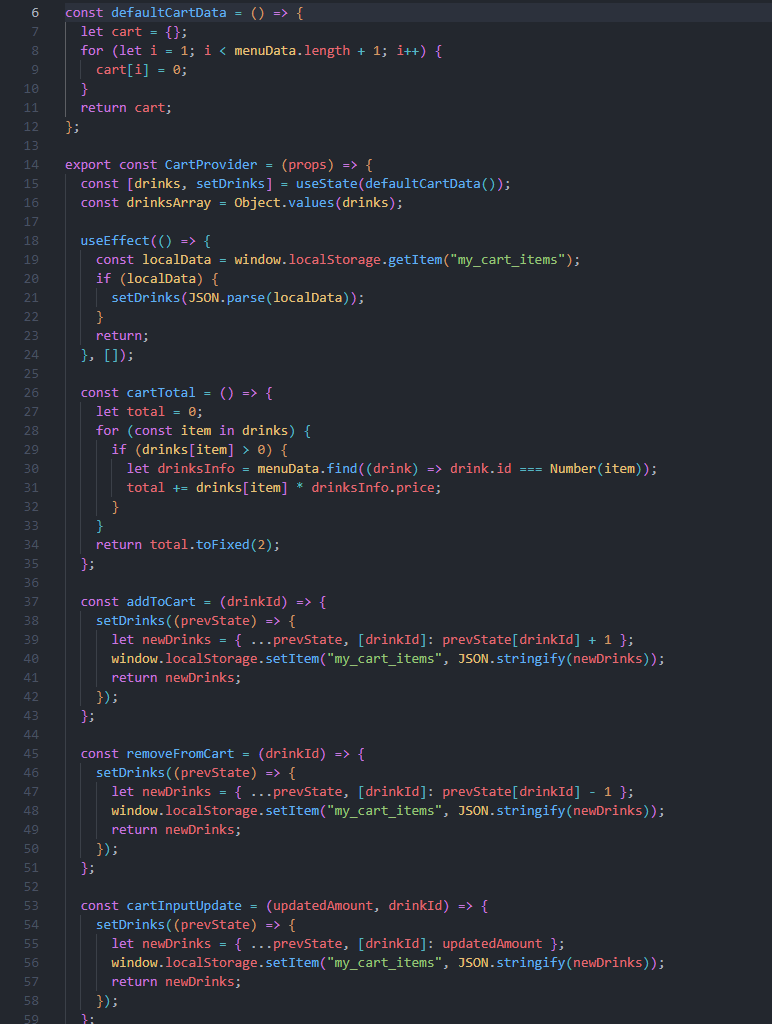 6 const defaultCartData = () => {
7 let cart = {};
8 for (let i = 1; i < menuData.length + 1; i++) {
9 cart[i] = 0;
10 }
11 return cart;
12 };
13
14 export const CartProvider = (props) => {
15 const [drinks, setDrinks] = useState(defaultCartData());
16 const drinksArray = Object.values(drinks);
17
18 useEffect(() => {
19 const localData = window.localStorage.getItem("my_cart_items");
20 if (localData) {
21 setDrinks(JSON.parse(localData));
22 }
23 return;
24 }, []);
25
26 const cartTotal = () => {
27 let total = 0;
28 for (const item in drinks) {
29 if (drinks[item] > 0) {
30 let drinksInfo = menuData.find((drink) => drink.id === Number(item));
31 total += drinks[item] * drinksInfo.price;
32 }
33 }
34 return total.toFixed(2);
35 };
36
37 const addToCart = (drinkId) => {
38 setDrinks((prevState) => {
39 let newDrinks = { ...prevState, [drinkId]: prevState[drinkId] + 1 };
40 window.localStorage.setItem("my_cart_items", JSON.stringify(newDrinks));
41 return newDrinks;
42 });
43 };
44
45 const removeFromCart = (drinkId) => {
46 setDrinks((prevState) => {
47 let newDrinks = { ...prevState, [drinkId]: prevState[drinkId] - 1 };
48 window.localStorage.setItem("my_cart_items", JSON.stringify(newDrinks));
49 return newDrinks;
50 });
51 };
52
53 const cartInputUpdate = (updatedAmount, drinkId) => {
54 setDrinks((prevState) => {
55 let newDrinks = { ...prevState, [drinkId]: updatedAmount };
56 window.localStorage.setItem("my_cart_items", JSON.stringify(newDrinks));
57 return newDrinks;
58 });
59 };